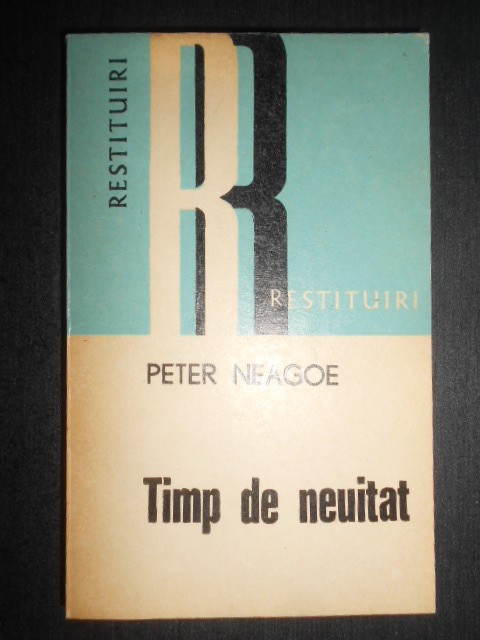 RESTITUIRI
R
RESTITUIRI
PETER NEAGOE
Timp de neuitat